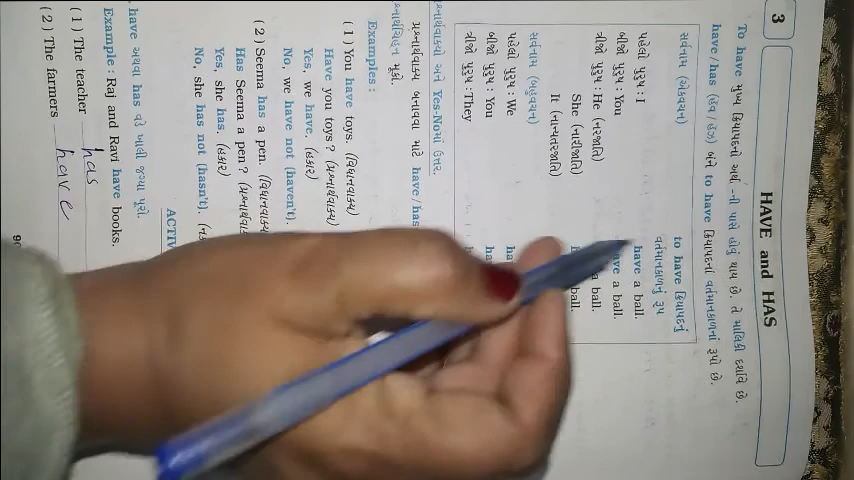 3
HAVE and HAS
To have મુખ્ય ક્રિયાપદનો અર્થ –ની પાસે હોવું થાય છે. તે માલિકી દર્શાવે છે.
have/has (હૅવ/હૅઝ) બંને to have ક્રિયાપદનાં વર્તમાનકાળનાં રૂપો છે.
સર્વનામ (એકવચન) to have ક્રિયાપદનું
વર્તમાનકાળનું રૂપ
પહેલો પુરુષ : I have a ball.
બીજો પુરુષ : You have a ball.
ત્રીજો પુરુષ : He (નરજાતિ) a ball.
She (નારીજાતિ) ball.
It (નાન્યતરજાતિ)
સર્વનામ (બહુવચન)
પહેલો પુરુષ : We
બીજો પુરુષ : You
ત્રીજો પુરુષ : They
પ્રશ્નાર્થવાક્યો અને Yes-Noમાં ઉત્તર.
પ્રશ્નાર્થવાક્ય બનાવવા માટે have/has
પ્રશ્નાર્થચિહ્ન મૂકો.
Examples :
(1) You have toys. (વિધાનવાક્ય)
Have you toys ? (પ્રશ્નાર્થવાક્ય)
Yes, we have. (હકાર)
No, we have not (haven't).
(2) Seema has a pen. (વિધાનવાક્ય)
Has Seema a pen ?
Yes, she has. (હકાર)
No, she has not (hasn't).
have અથવા has વડે ખાલી જગ્યા પૂરો.
Example : Raj and Ravi have books.
(1) The teacher has
(2) The farmers have